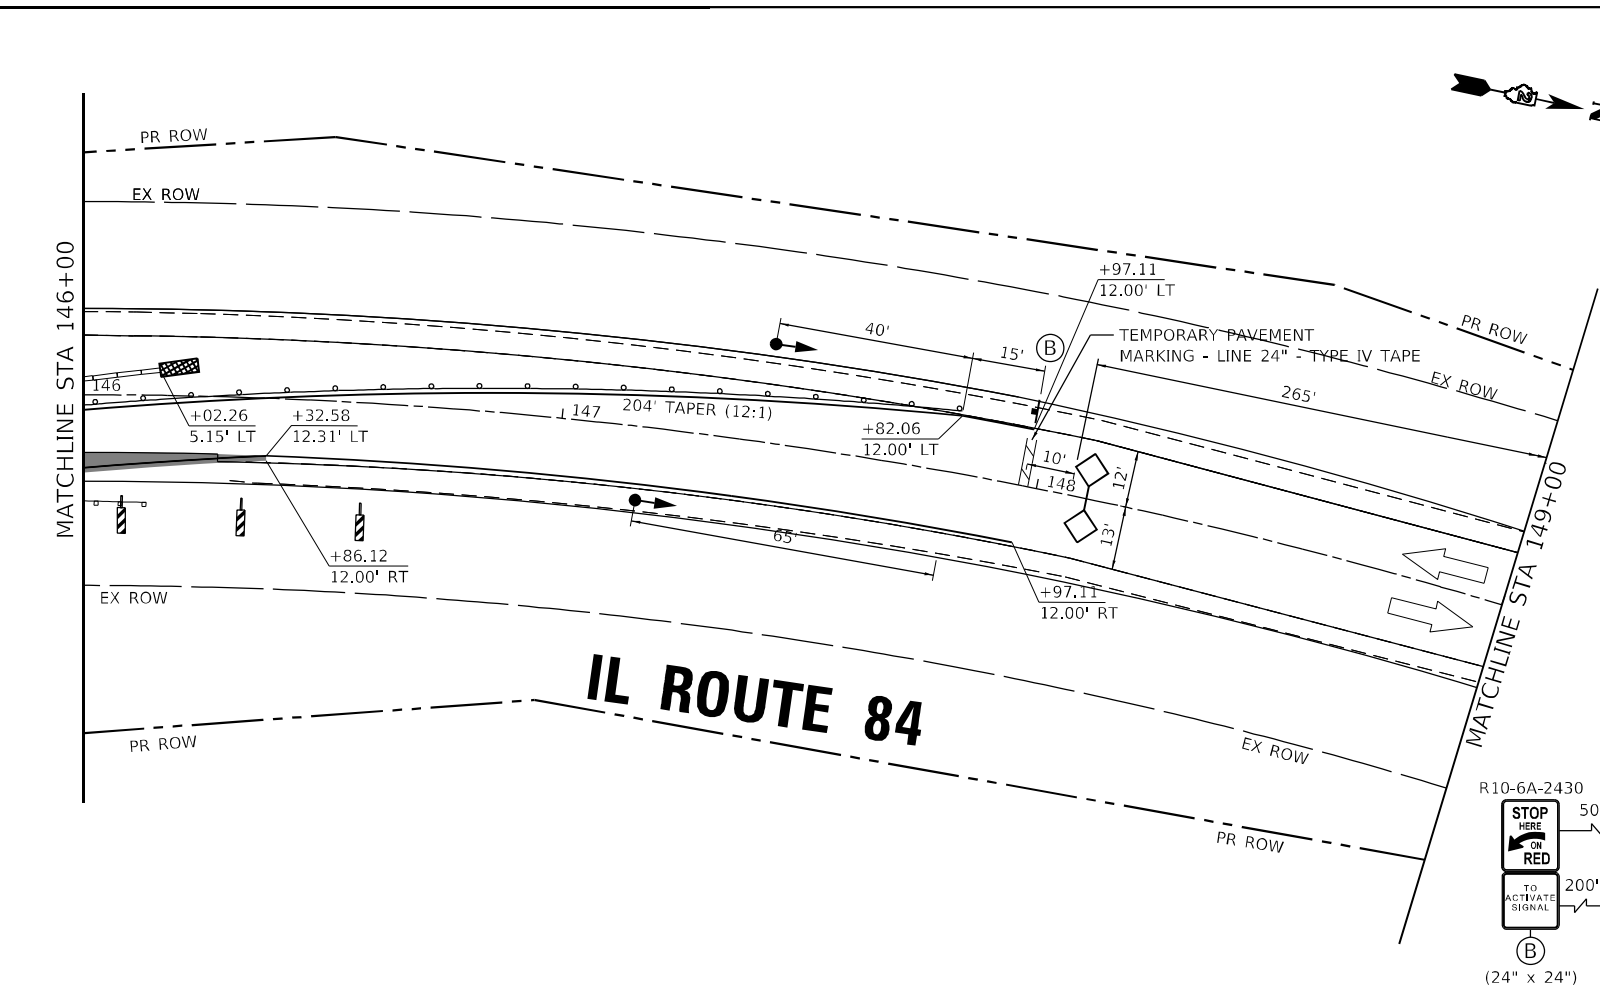 PR ROW
EX ROW
MATCHLINE STA 146+00
146
+02.26
5.15' LT
+32.58
12.31' LT
147
204' TAPER (12:1)
40'
15'
B
+97.11
12.00' LT
TEMPORARY PAVEMENT
MARKING - LINE 24" - TYPE IV TAPE
265'
PR ROW
EX ROW
+82.06
12.00' LT
10'
148
12'
13'
65'
+86.12
12.00' RT
+97.11
12.00' RT
MATCHLINE STA 149+00
EX ROW
PR ROW
IL ROUTE 84
EX ROW
PR ROW
R10-6A-2430
STOP
HERE
ON
RED
50
TO
ACTIVATE
SIGNAL
200'
B
(24" x 24")